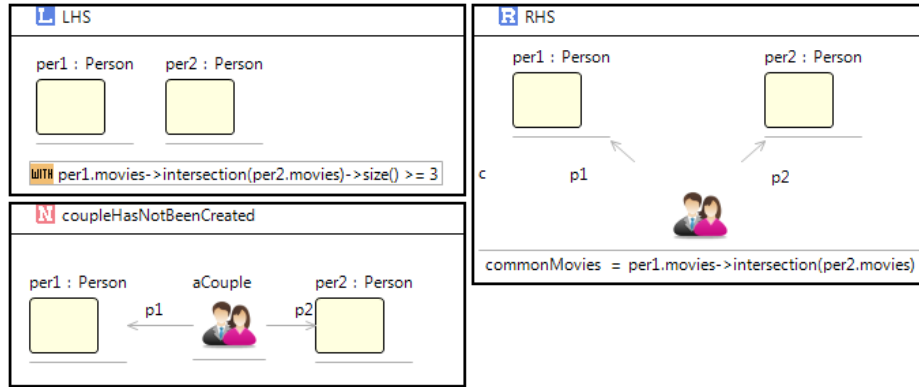 L LHS
per1 : Person
per2 : Person
WITH per1.movies->intersection(per2.movies)->size() >= 3
N coupleHasNotBeenCreated
per1 : Person
aCouple
per2 : Person
p1
p2
R RHS
per1 : Person
per2 : Person
c
p1
p2
commonMovies = per1.movies->intersection(per2.movies)